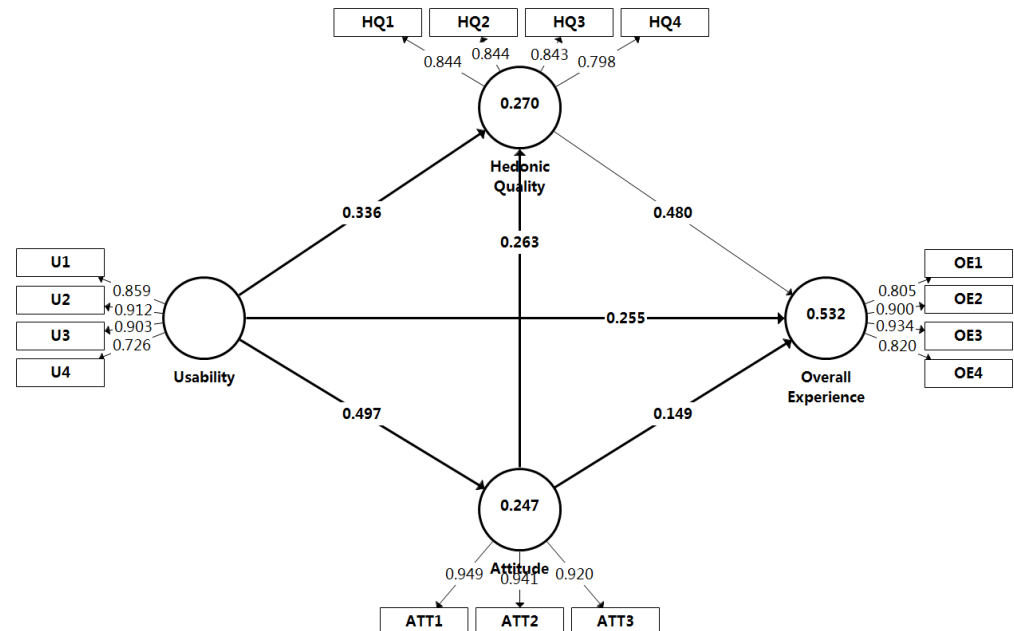 HQ1 HQ2 HQ3 HQ4
0.844 0.844 0.843 0.798
0.270
Hedonic
Quality
0.336 0.480
0.263
U1
U2
U3
U4
0.859
0.912
0.903
0.726
Usability
0.255
0.532
Overall
Experience
0.805
0.900
0.934
0.820
OE1
OE2
OE3
OE4
0.497 0.149
0.247
Attitude
0.949 0.941 0.920
ATT1 ATT2 ATT3